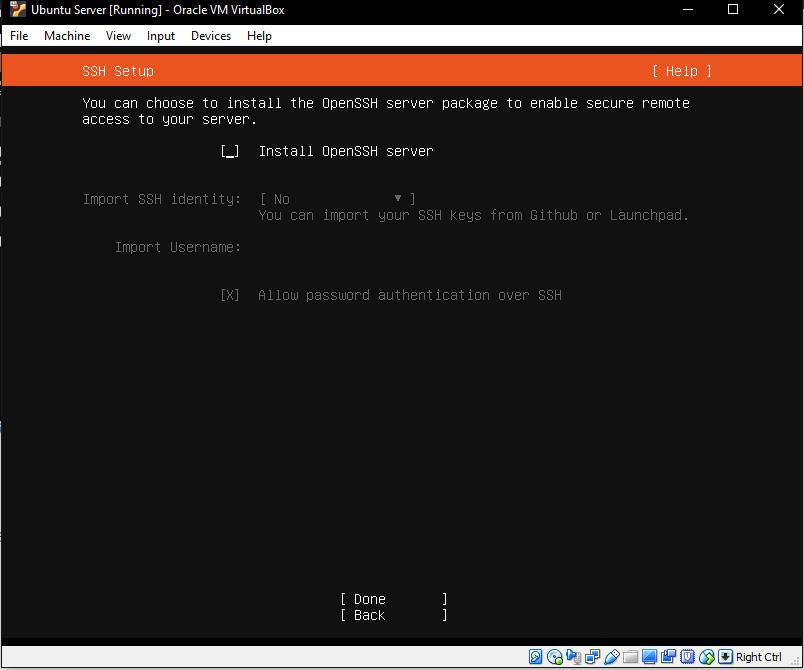 Ubuntu Server [Running] - Oracle VM VirtualBox
File Machine View Input Devices Help
SSH Setup [ Help ]
You can choose to install the OpenSSH server package to enable secure remote
access to your server.
[_] Install OpenSSH server
Import SSH identity: [ No ▼ ]
You can import your SSH keys from Github or Launchpad.
Import Username:
[X] Allow password authentication over SSH
[ Done ]
[ Back ]
Right Ctrl